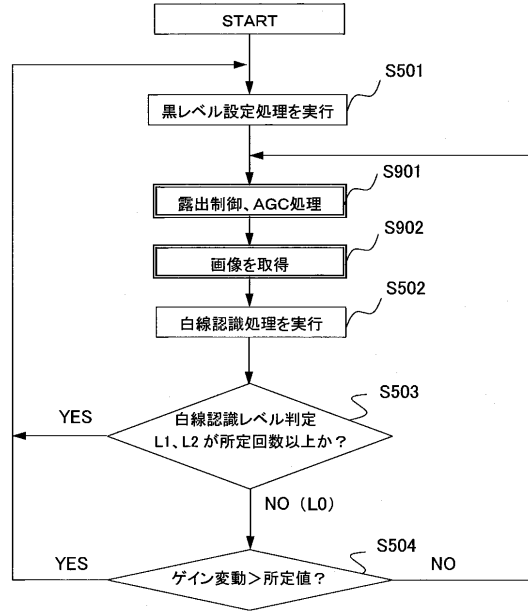 START
S501
黒レベル設定処理を実行
S901
露出制御、AGC処理
S902
画像を取得
S502
白線認識処理を実行
S503
YES
白線認識レベル判定
L1、L2 が所定回数以上か？
NO（L0）
S504
YES
ゲイン変動＞所定値？
NO